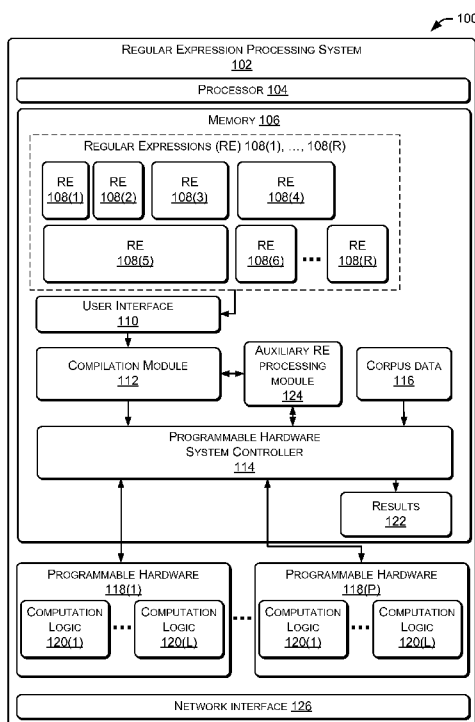 100
REGULAR EXPRESSION PROCESSING SYSTEM
102
PROCESSOR 104
MEMORY 106
REGULAR EXPRESSIONS (RE) 108(1), ..., 108(R)
RE
108(1)
RE
108(2)
RE
108(3)
RE
108(4)
RE
108(5)
RE
108(6)
...
RE
108(R)
USER INTERFACE
110
COMPILATION MODULE
112
AUXILIARY RE
PROCESSING
MODULE
124
CORPUS DATA
116
PROGRAMMABLE HARDWARE
SYSTEM CONTROLLER
114
RESULTS
122
PROGRAMMABLE HARDWARE
118(1)
COMPUTATION
LOGIC
120(1)
...
COMPUTATION
LOGIC
120(L)
...
PROGRAMMABLE HARDWARE
118(P)
COMPUTATION
LOGIC
120(1)
...
COMPUTATION
LOGIC
120(L)
NETWORK INTERFACE 126